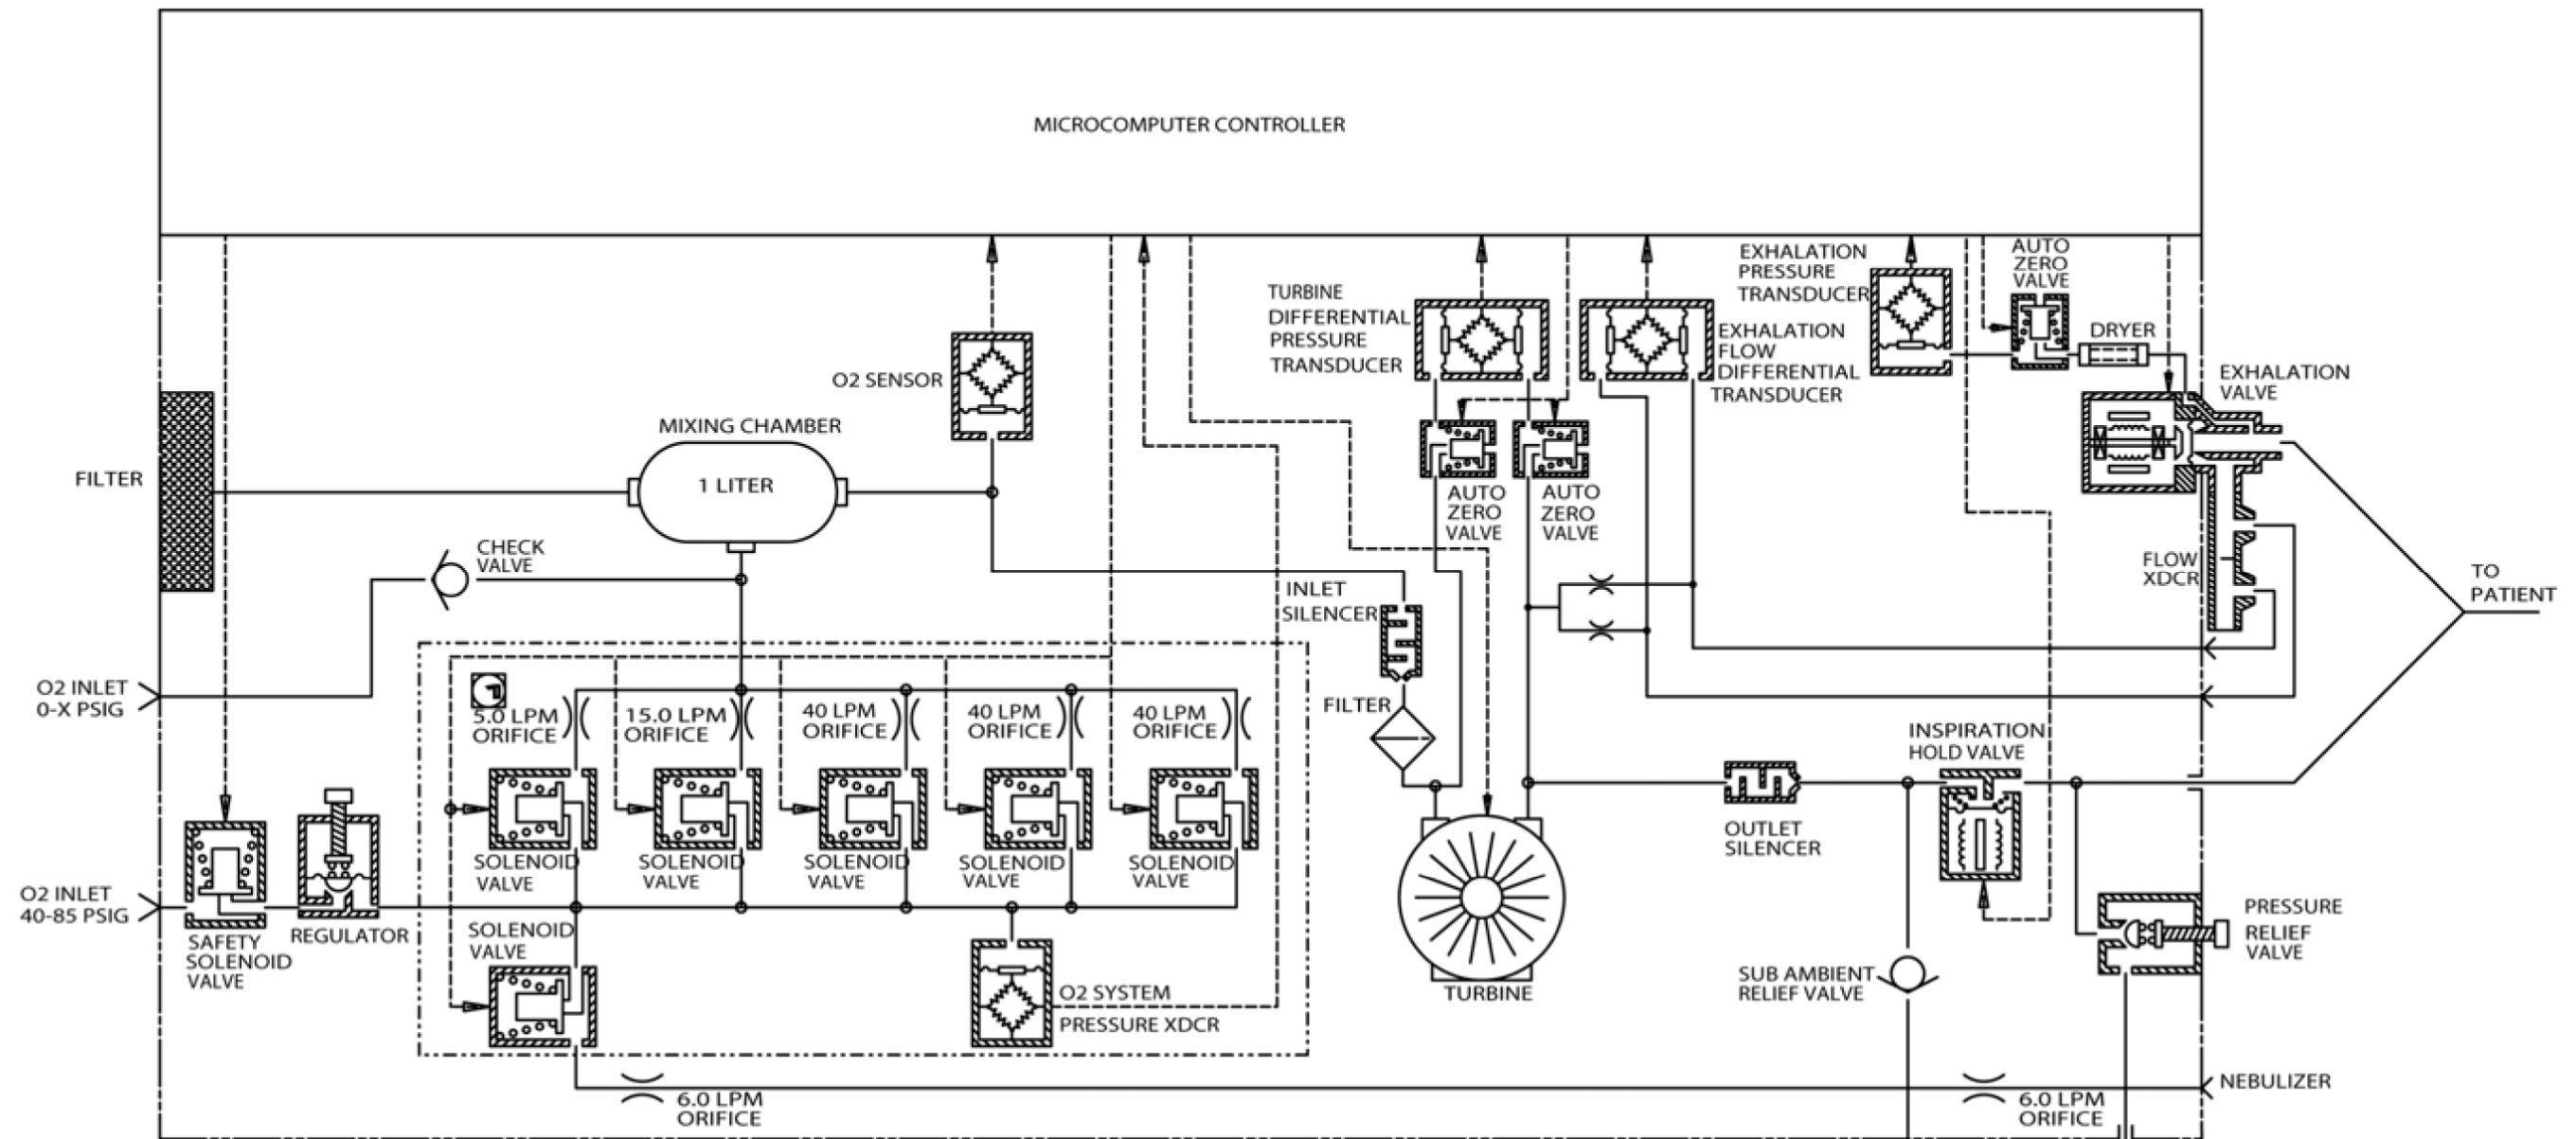 MICROCOMPUTER CONTROLLER
EXHALATION
PRESSURE
TRANSDUCER
AUTO
ZERO
VALVE
TURBINE
DIFFERENTIAL
PRESSURE
TRANSDUCER
EXHALATION
FLOW
DIFFERENTIAL
TRANSDUCER
DRYER
EXHALATION
VALVE
O2 SENSOR
MIXING CHAMBER
1 LITER
FILTER
AUTO
ZERO
VALVE
AUTO
ZERO
VALVE
CHECK
VALVE
FLOW
XDCR
TO
PATIENT
INLET
SILENCER
O2 INLET
0-X PSIG
5.0 LPM
ORIFICE
15.0 LPM
ORIFICE
40 LPM
ORIFICE
40 LPM
ORIFICE
40 LPM
ORIFICE
FILTER
INSPIRATION
HOLD VALVE
OUTLET
SILENCER
SOLENOID
VALVE
SOLENOID
VALVE
SOLENOID
VALVE
SOLENOID
VALVE
SOLENOID
VALVE
O2 INLET
40-85 PSIG
SAFETY
SOLENOID
VALVE
REGULATOR
SOLENOID
VALVE
PRESSURE
RELIEF
VALVE
O2 SYSTEM
PRESSURE XDCR
TURBINE
SUB AMBIENT
RELIEF VALVE
NEBULIZER
6.0 LPM
ORIFICE
6.0 LPM
ORIFICE